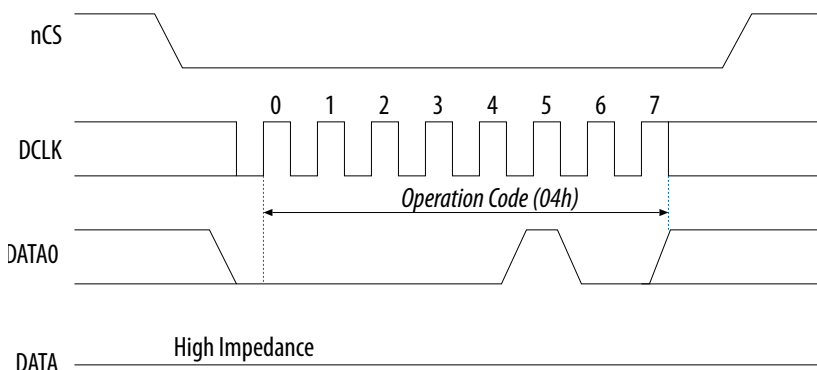 nCS
0 1 2 3 4 5 6 7
DCLK
Operation Code (04h)
DATA0
High Impedance
DATA